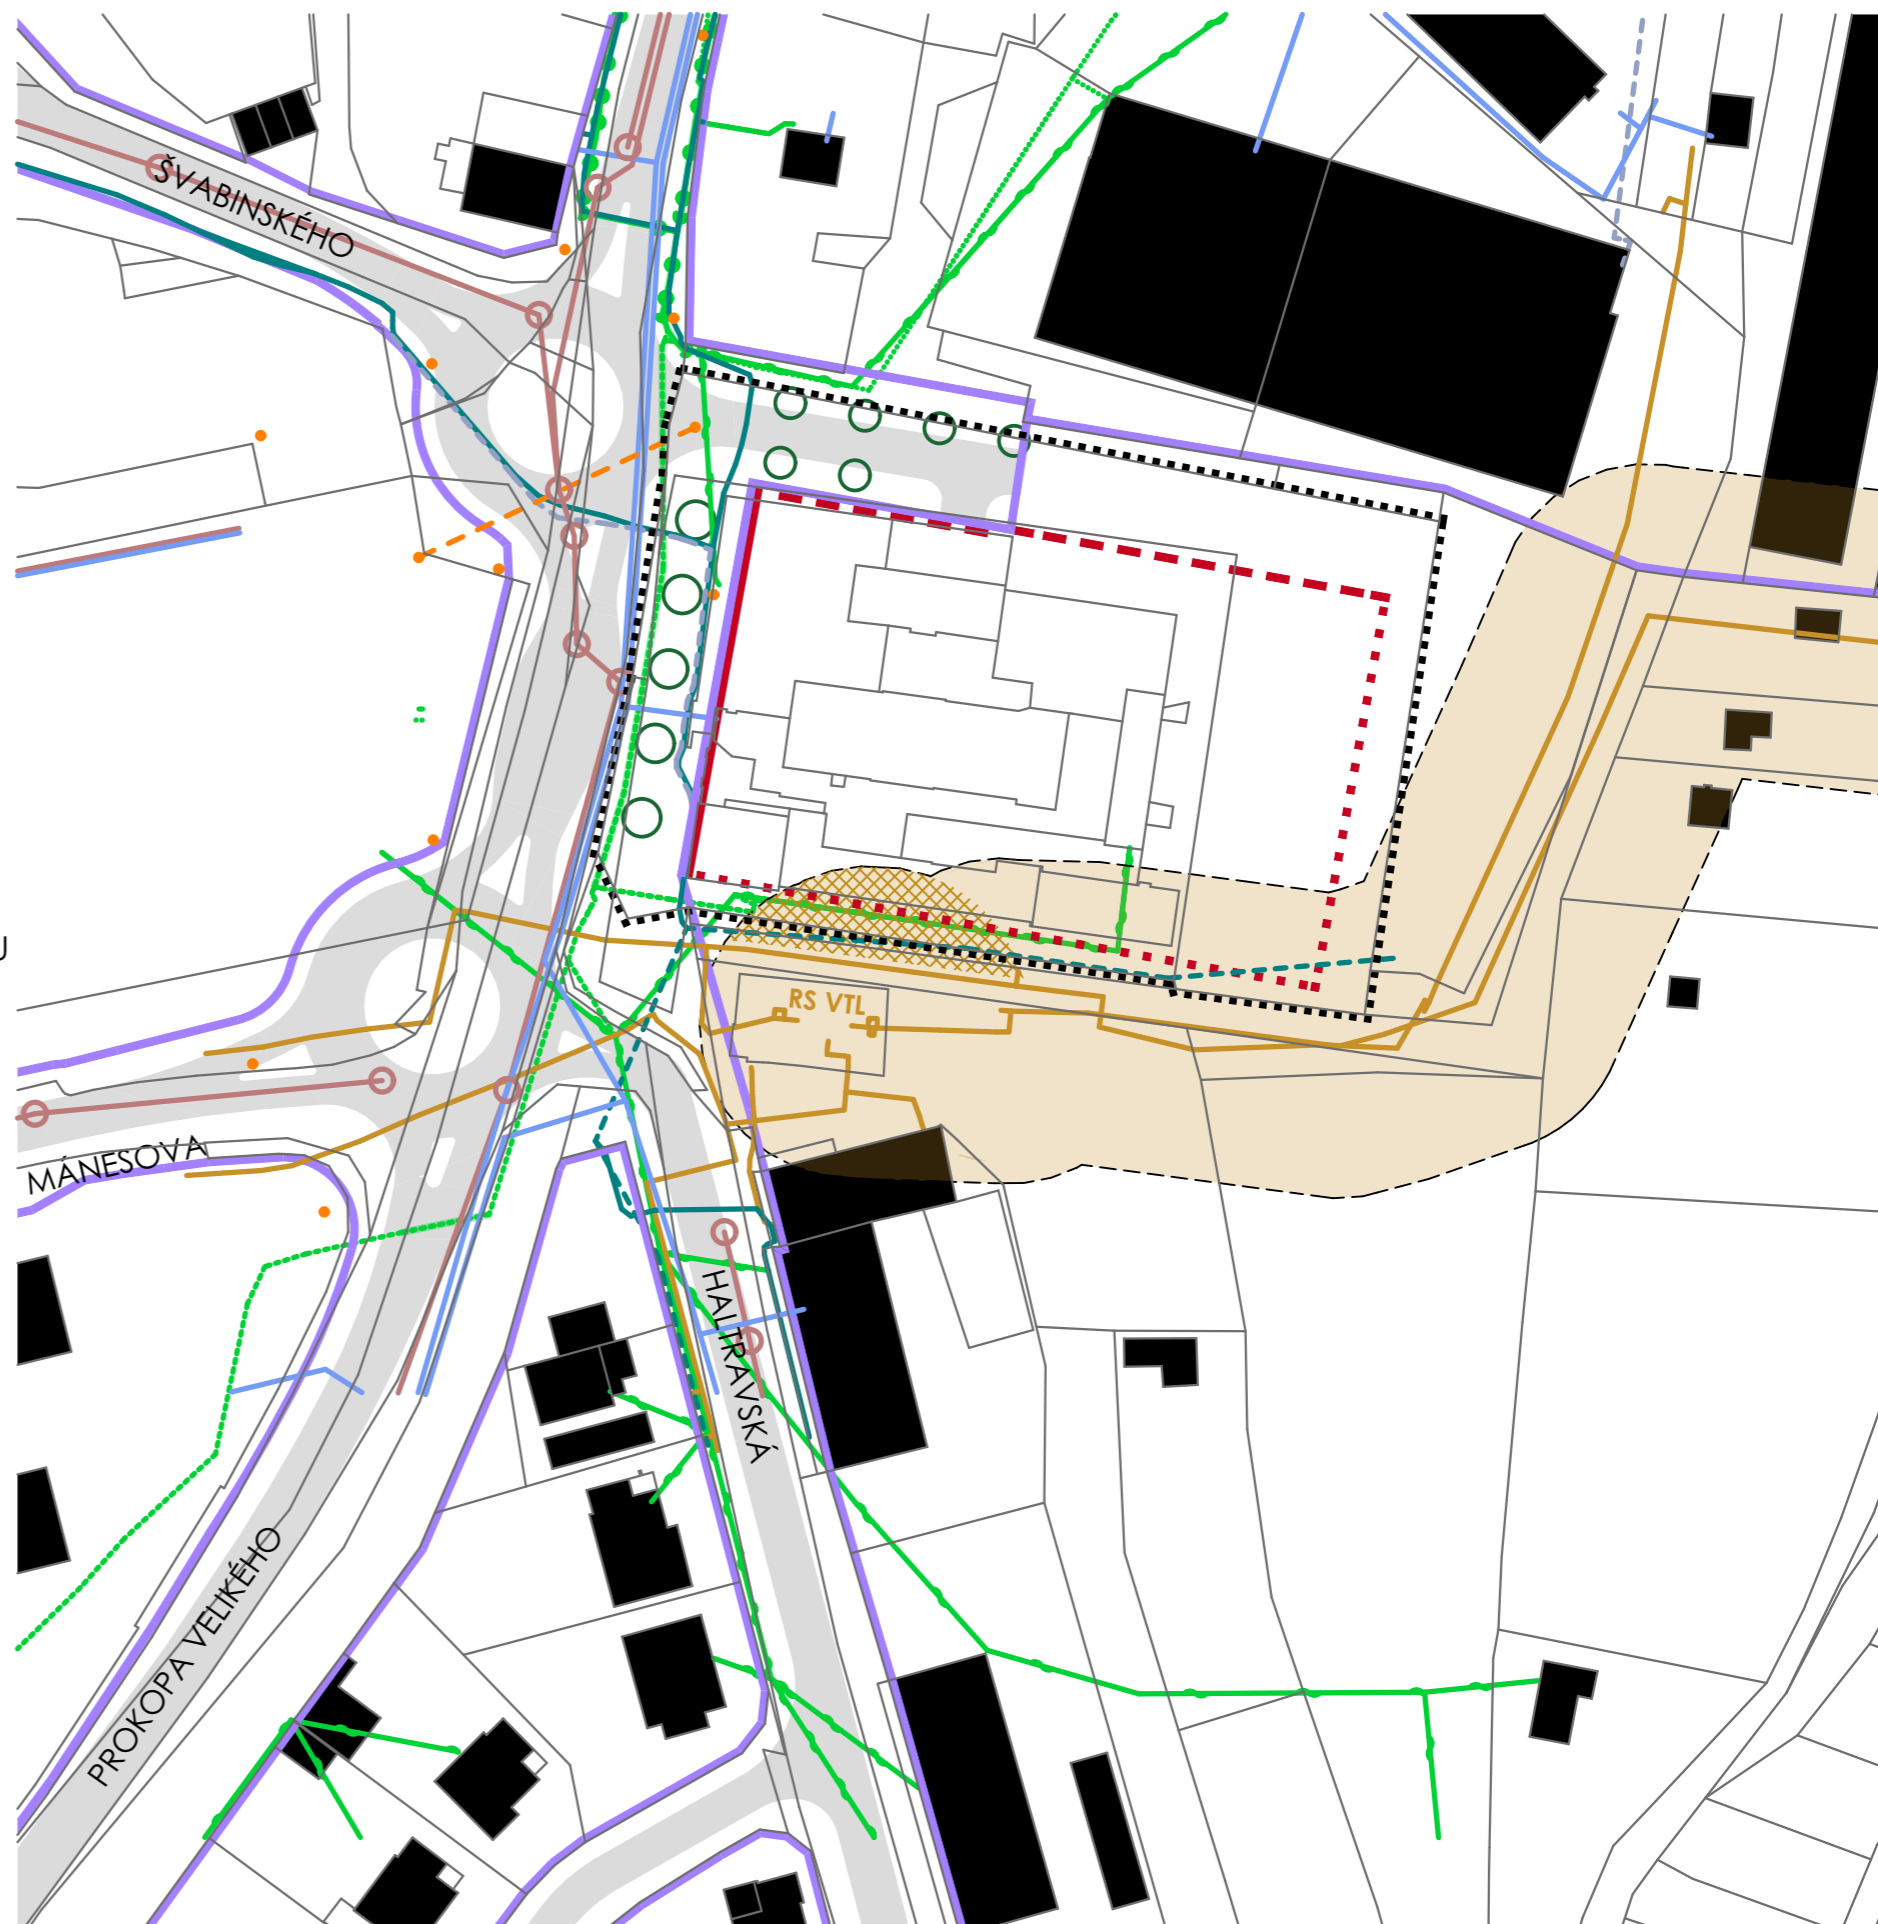 ŠVABINSKÉHO
U
RS VTL
MÁNESOVA
HALTRAVSKÁ
PROKOPA VELIKÉHO